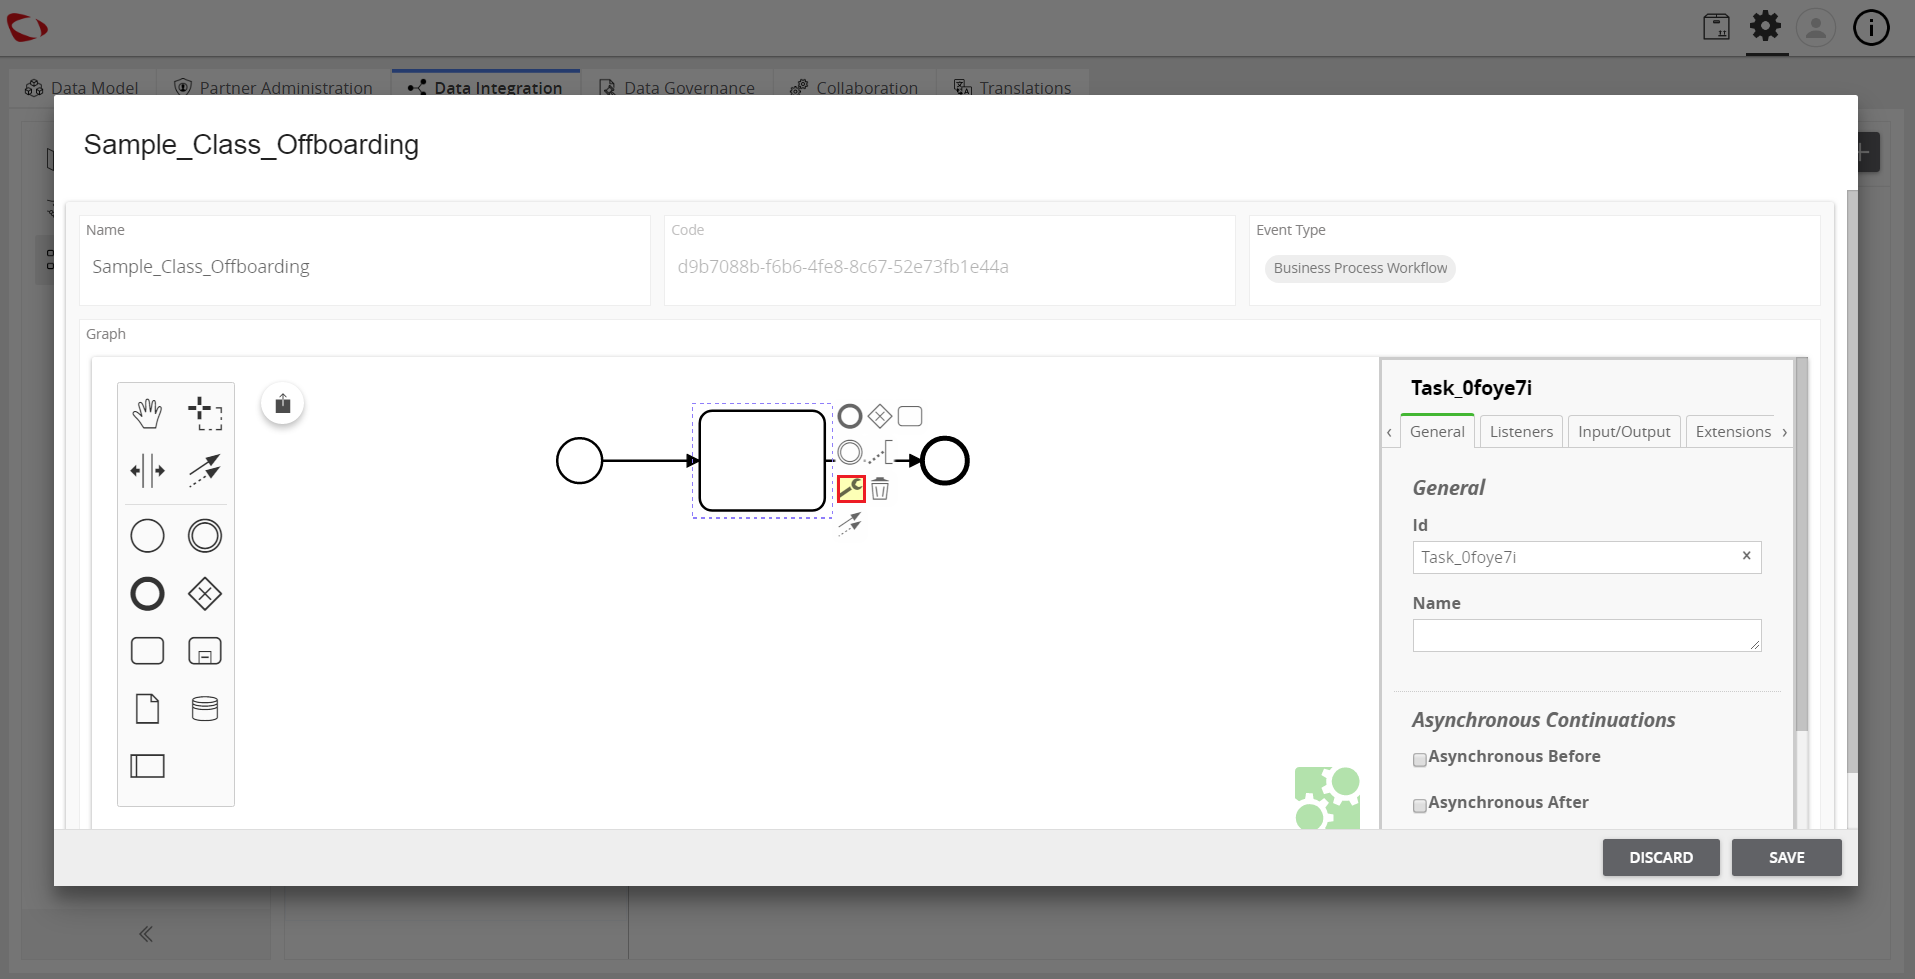 Data Model
Partner Administration
Data Integration
Data Governance
Collaboration
Translations
Sample_Class_Offboarding
Name
Sample_Class_Offboarding
Code
d9b7088b-f6b6-4fe8-8c67-52e73fb1e44a
Event Type
Business Process Workflow
Graph
Task_0foye7i
General
Listeners
Input/Output
Extensions
General
Id
Task_0foye7i
Name
Asynchronous Continuations
Asynchronous Before
Asynchronous After
DISCARD
SAVE